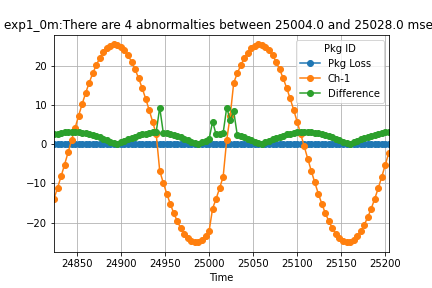 exp1_0m:There are 4 abnormalties between 25004.0 and 25028.0 mse
Pkg ID
Pkg Loss
Ch-1
Difference
20
10
0
−10
−20
24850 24900 24950 25000 25050 25100 25150 25200
Time